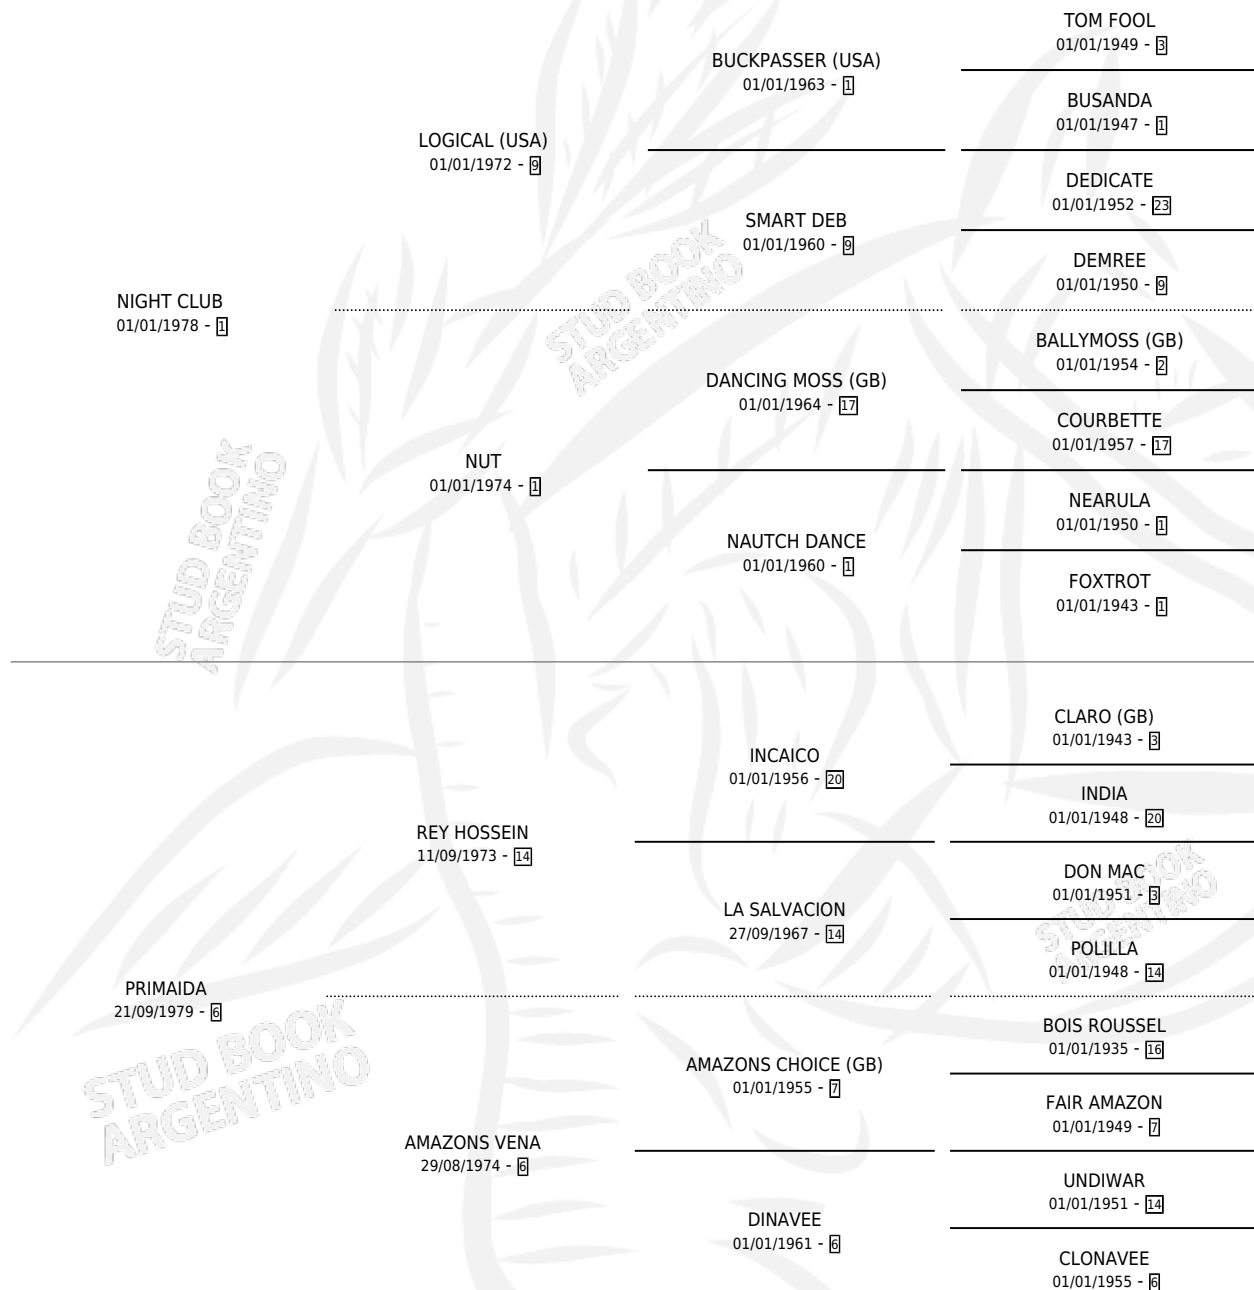 TOM FOOL
01/01/1949 - 3
BUCKPASSER (USA)
01/01/1963 - 1
BUSANDA
01/01/1947 - 1
LOGICAL (USA)
01/01/1972 - 9
DEDICATE
01/01/1952 - 23
SMART DEB
01/01/1960 - 9
DEMREE
01/01/1950 - 9
NIGHT CLUB
01/01/1978 - 1
BALLYMOSS (GB)
01/01/1954 - 2
DANCING MOSS (GB)
01/01/1964 - 17
COURBETTE
01/01/1957 - 17
NUT
01/01/1974 - 1
NEARULA
01/01/1950 - 1
NAUTCH DANCE
01/01/1960 - 1
FOXTROT
01/01/1943 - 1
CLARO (GB)
01/01/1943 - 3
INCAICO
01/01/1956 - 20
INDIA
01/01/1948 - 20
REY HOSSEIN
11/09/1973 - 14
DON MAC
01/01/1951 - 3
LA SALVACION
27/09/1967 - 14
POLILLA
01/01/1948 - 14
PRIMAIDA
21/09/1979 - 6
BOIS ROUSSEL
01/01/1935 - 16
AMAZONS CHOICE (GB)
01/01/1955 - 7
FAIR AMAZON
01/01/1949 - 7
AMAZONS VENA
29/08/1974 - 6
UNDIWAR
01/01/1951 - 14
DINAVEE
01/01/1961 - 6
CLONAVEE
01/01/1955 - 6
STUD BOOK
ARGENTINO
STUD BOOK
ARGENTINO
STUD BOOK
ARGENTINO
STUD BOOK
ARGENTINO